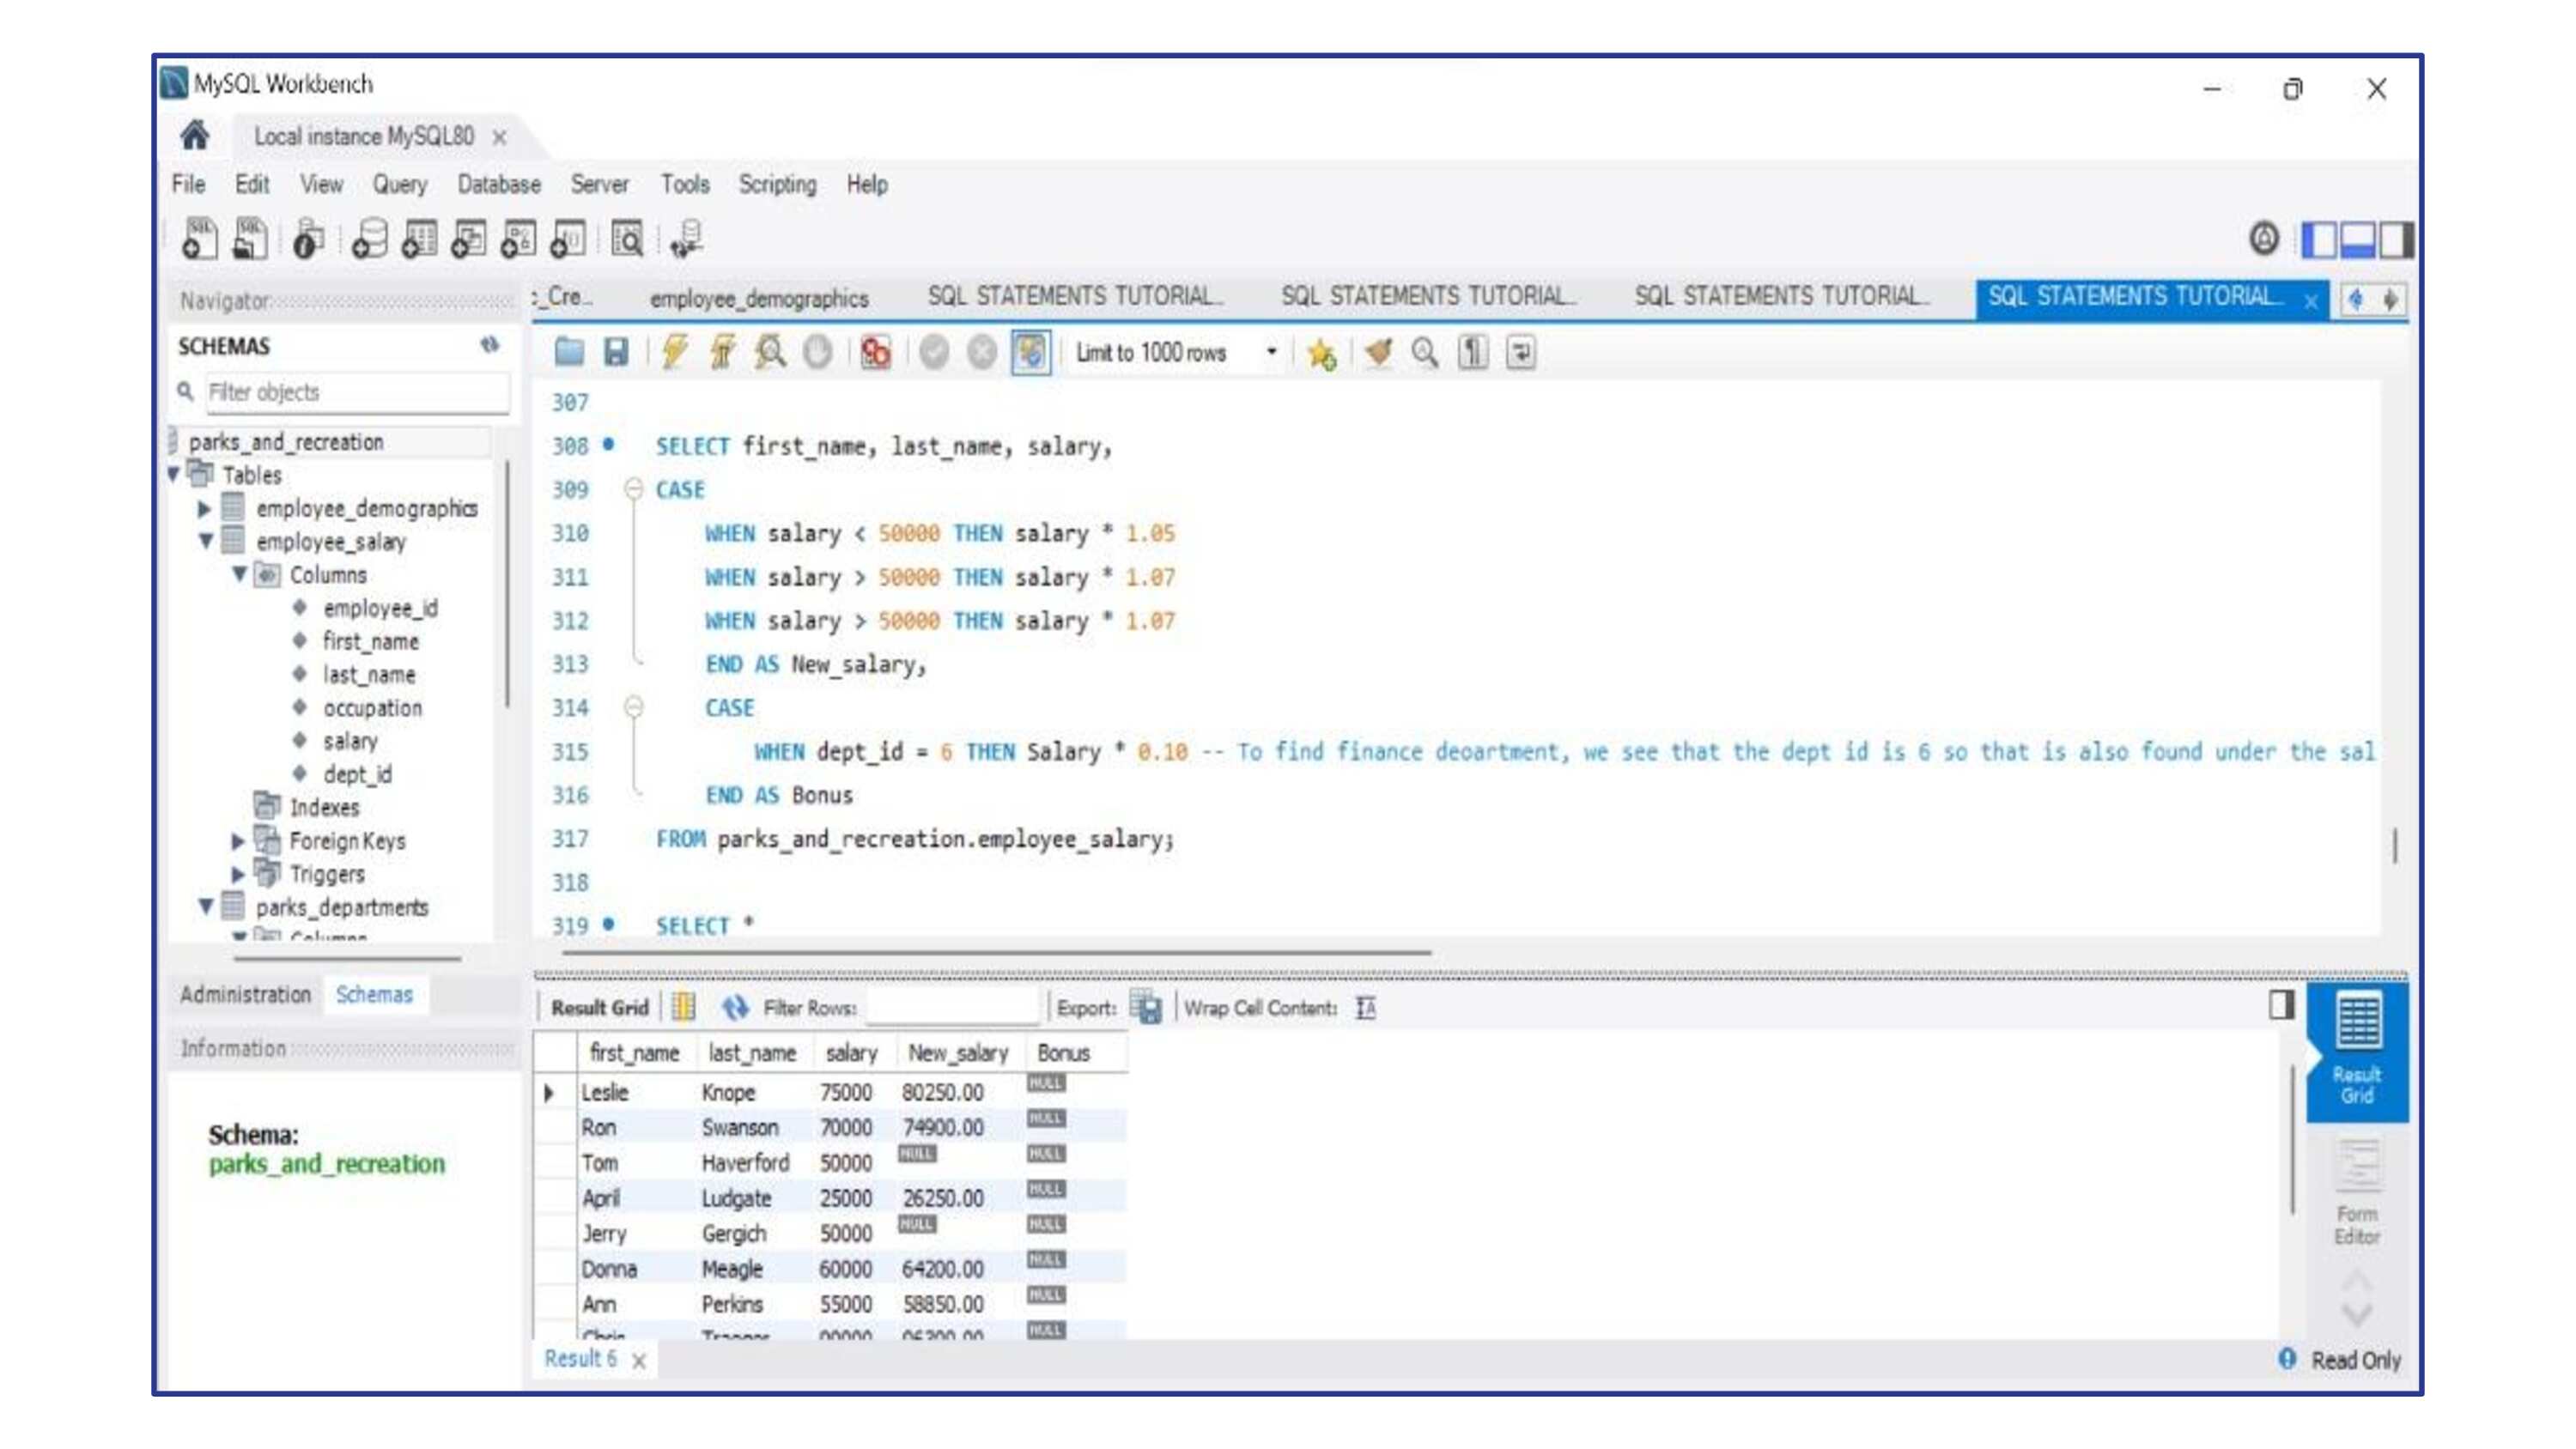 MySQL Workbench
Local instance MySQL80
File Edit View Query Database Server Tools Scripting Help
Navigator
:_Cre... employee_demographics SQL STATEMENTS TUTORIAL... SQL STATEMENTS TUTORIAL... SQL STATEMENTS TUTORIAL... SQL STATEMENTS TUTORIAL...
SCHEMAS
Limit to 1000 rows
Filter objects
parks_and_recreation
Tables
employee_demographics
employee_salary
Columns
employee_id
first_name
last_name
occupation
salary
dept_id
Indexes
Foreign Keys
Triggers
parks_departments
Columns
307
308 SELECT first_name, last_name, salary,
309 CASE
310 WHEN salary < 50000 THEN salary * 1.05
311 WHEN salary > 50000 THEN salary * 1.07
312 WHEN salary > 50000 THEN salary * 1.07
313 END AS New_salary,
314 CASE
315 WHEN dept_id = 6 THEN Salary * 0.10 -- To find finance deoartment, we see that the dept id is 6 so that is also found under the sal
316 END AS Bonus
317 FROM parks_and_recreation.employee_salary;
318
319 SELECT *
Administration Schemas
Information
Schema:
parks_and_recreation
Result Grid Filter Rows: Export: Wrap Cell Content:
first_name last_name salary New_salary Bonus
Leslie Knope 75000 80250.00 NULL
Ron Swanson 70000 74900.00 NULL
Tom Haverford 50000 NULL NULL
April Ludgate 25000 26250.00 NULL
Jerry Gergich 50000 NULL NULL
Donna Meagle 60000 64200.00 NULL
Ann Perkins 55000 58850.00 NULL
Chris Traeger 90000 96300.00 NULL
Result
Grid
Form
Editor
Result 6
Read Only